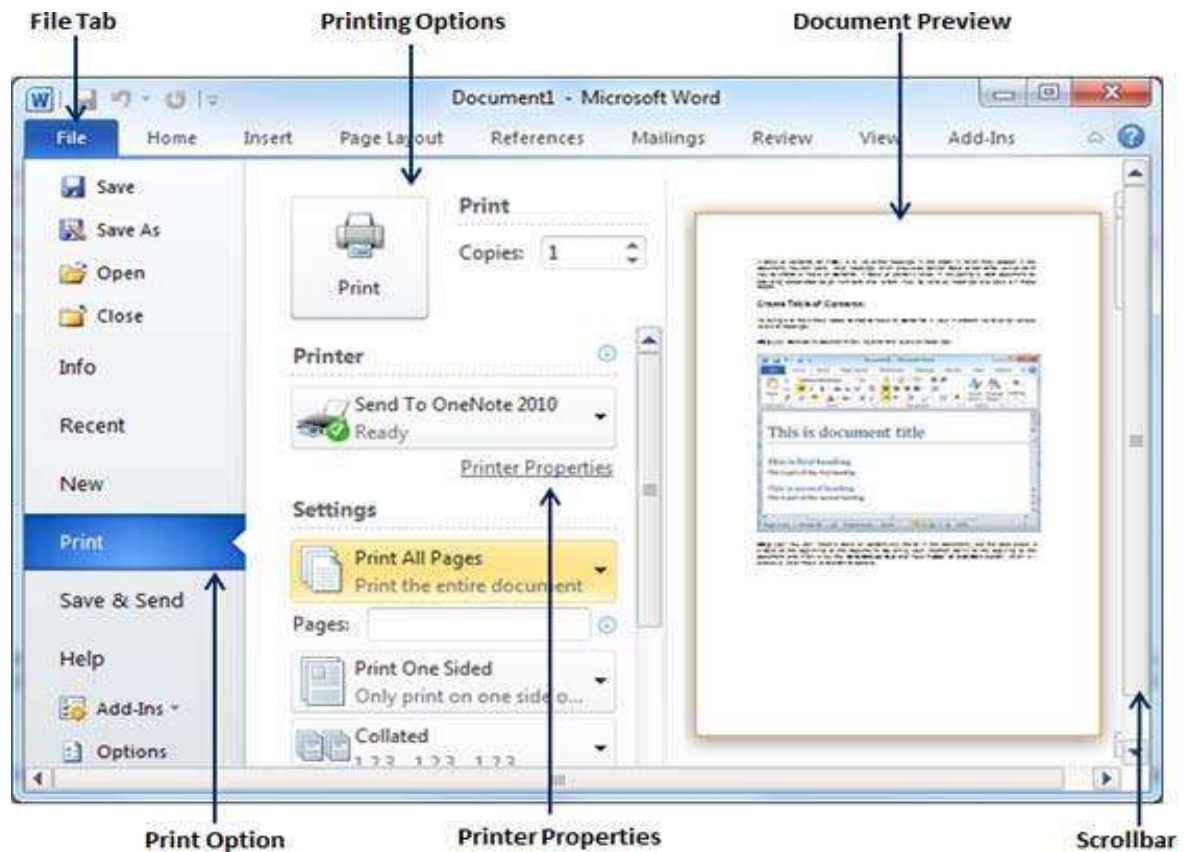 File Tab
Printing Options
Document Preview
Document1 - Microsoft Word
File Home Insert Page Layout References Mailings Review View Add-Ins
Save
Save As
Open
Close
Info
Recent
New
Print
Save & Send
Help
Add-Ins
Options
Print
Print
Copies: 1
Printer
Send To OneNote 2010
Ready
Printer Properties
Settings
Print All Pages
Print the entire document
Pages:
Print One Sided
Only print on one side o...
Collated
1,2,3 1,2,3 1,2,3
Create Table of Contents
This is document title
This is first heading
This is second heading
Print Option
Printer Properties
Scrollbar